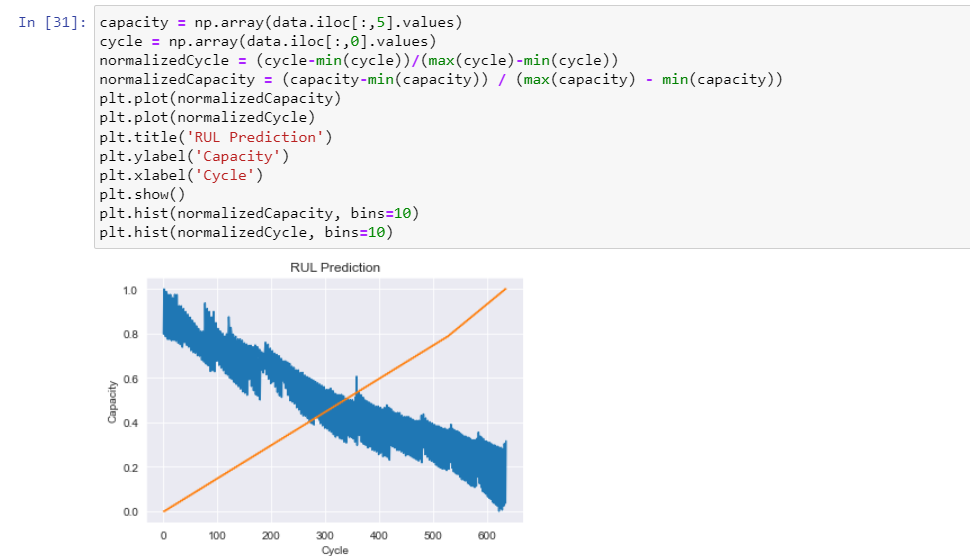 In [31]:
capacity = np.array(data.iloc[:,5].values)
cycle = np.array(data.iloc[:,0].values)
normalizedCycle = (cycle-min(cycle))/(max(cycle)-min(cycle))
normalizedCapacity = (capacity-min(capacity)) / (max(capacity) - min(capacity))
plt.plot(normalizedCapacity)
plt.plot(normalizedCycle)
plt.title('RUL Prediction')
plt.ylabel('Capacity')
plt.xlabel('Cycle')
plt.show()
plt.hist(normalizedCapacity, bins=10)
plt.hist(normalizedCycle, bins=10)
RUL Prediction
Capacity
1.0
0.8
0.6
0.4
0.2
0.0
0 100 200 300 400 500 600
Cycle